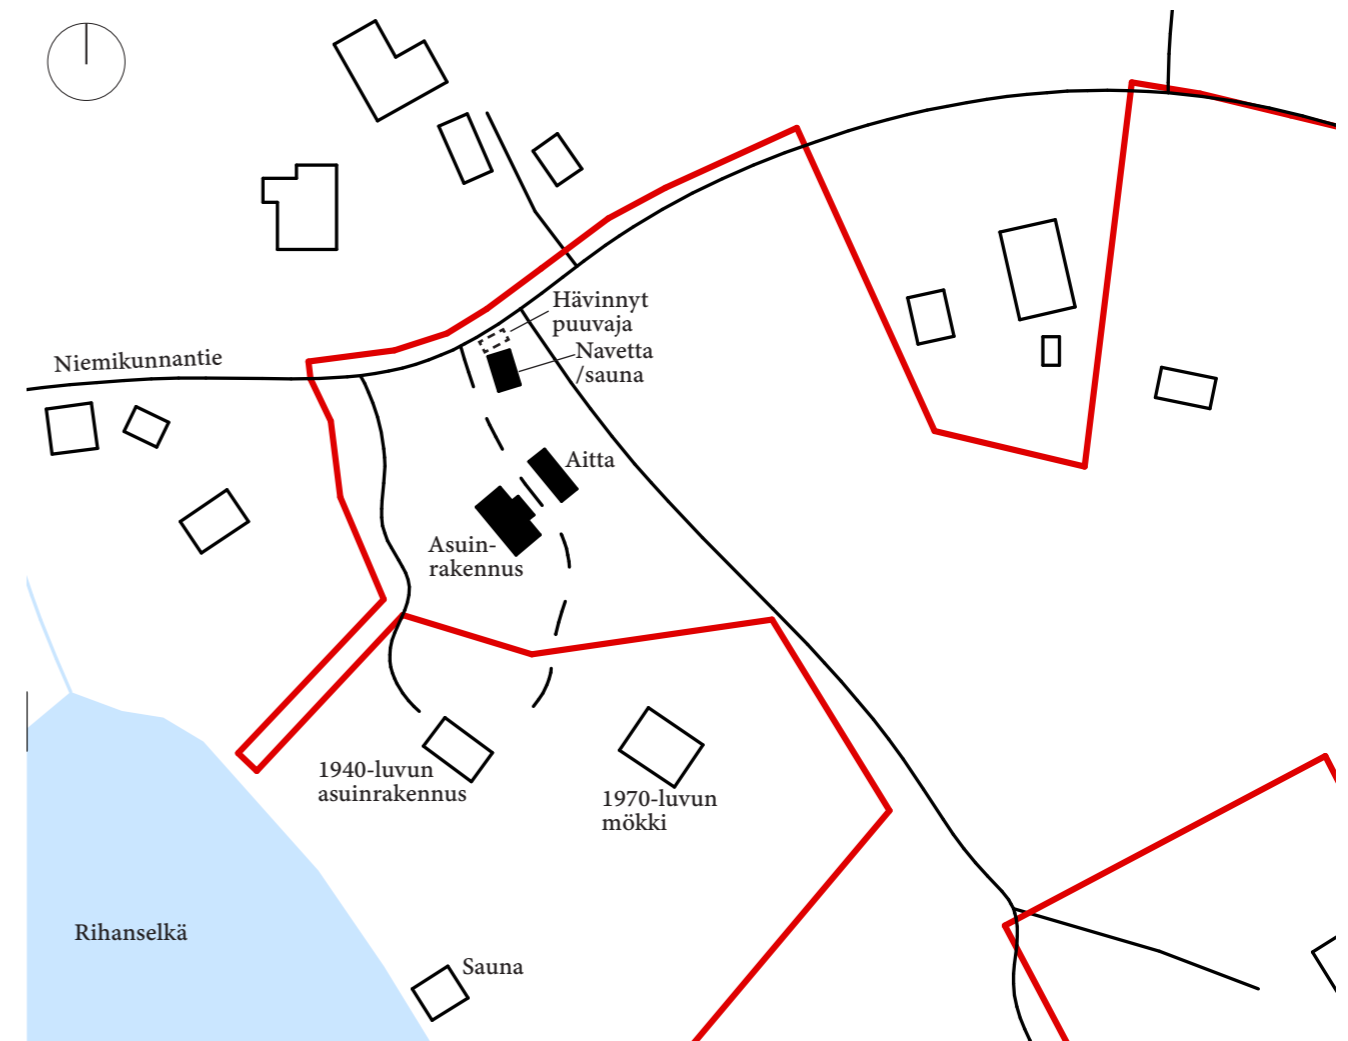 Hävinnyt
puuvaja
Niemikunnantie
Navetta
/sauna
Aitta
Asuin-
rakennus
1940-luvun
asuinrakennus
1970-luvun
mökki
Rihanselkä
Sauna